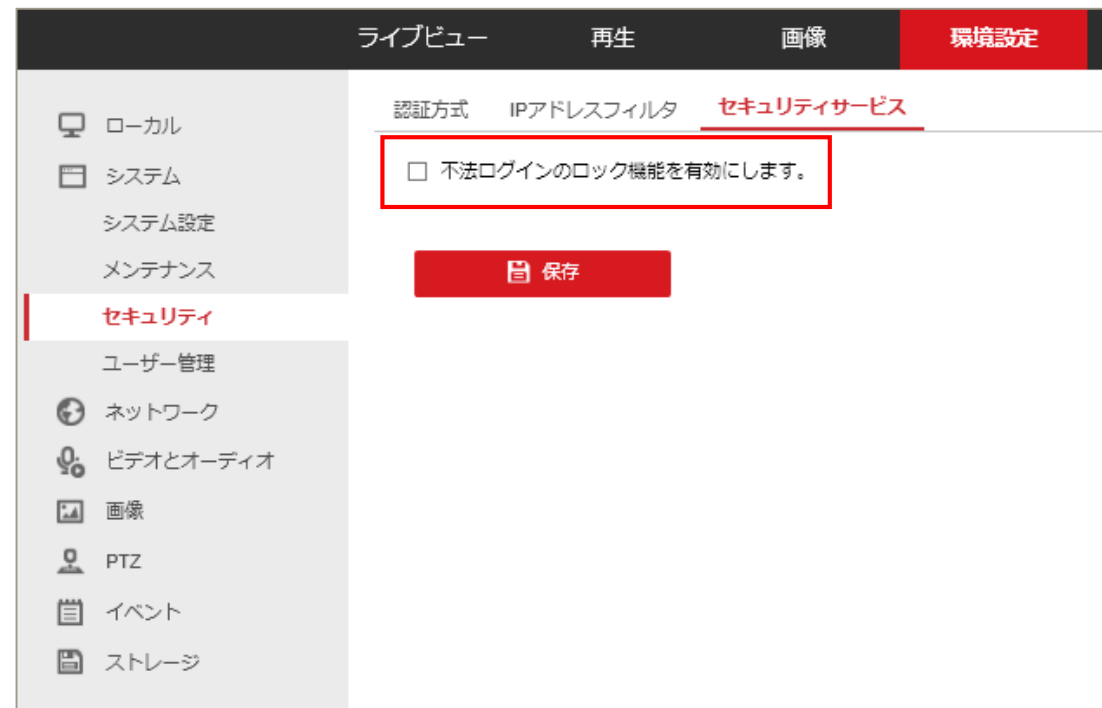 ライブビュー 再生 画像 環境設定
ローカル
システム
システム設定
メンテナンス
セキュリティ
ユーザー管理
ネットワーク
ビデオとオーディオ
画像
PTZ
イベント
ストレージ
認証方式 IPアドレスフィルタ セキュリティサービス
不法ログインのロック機能を有効にします。
保存